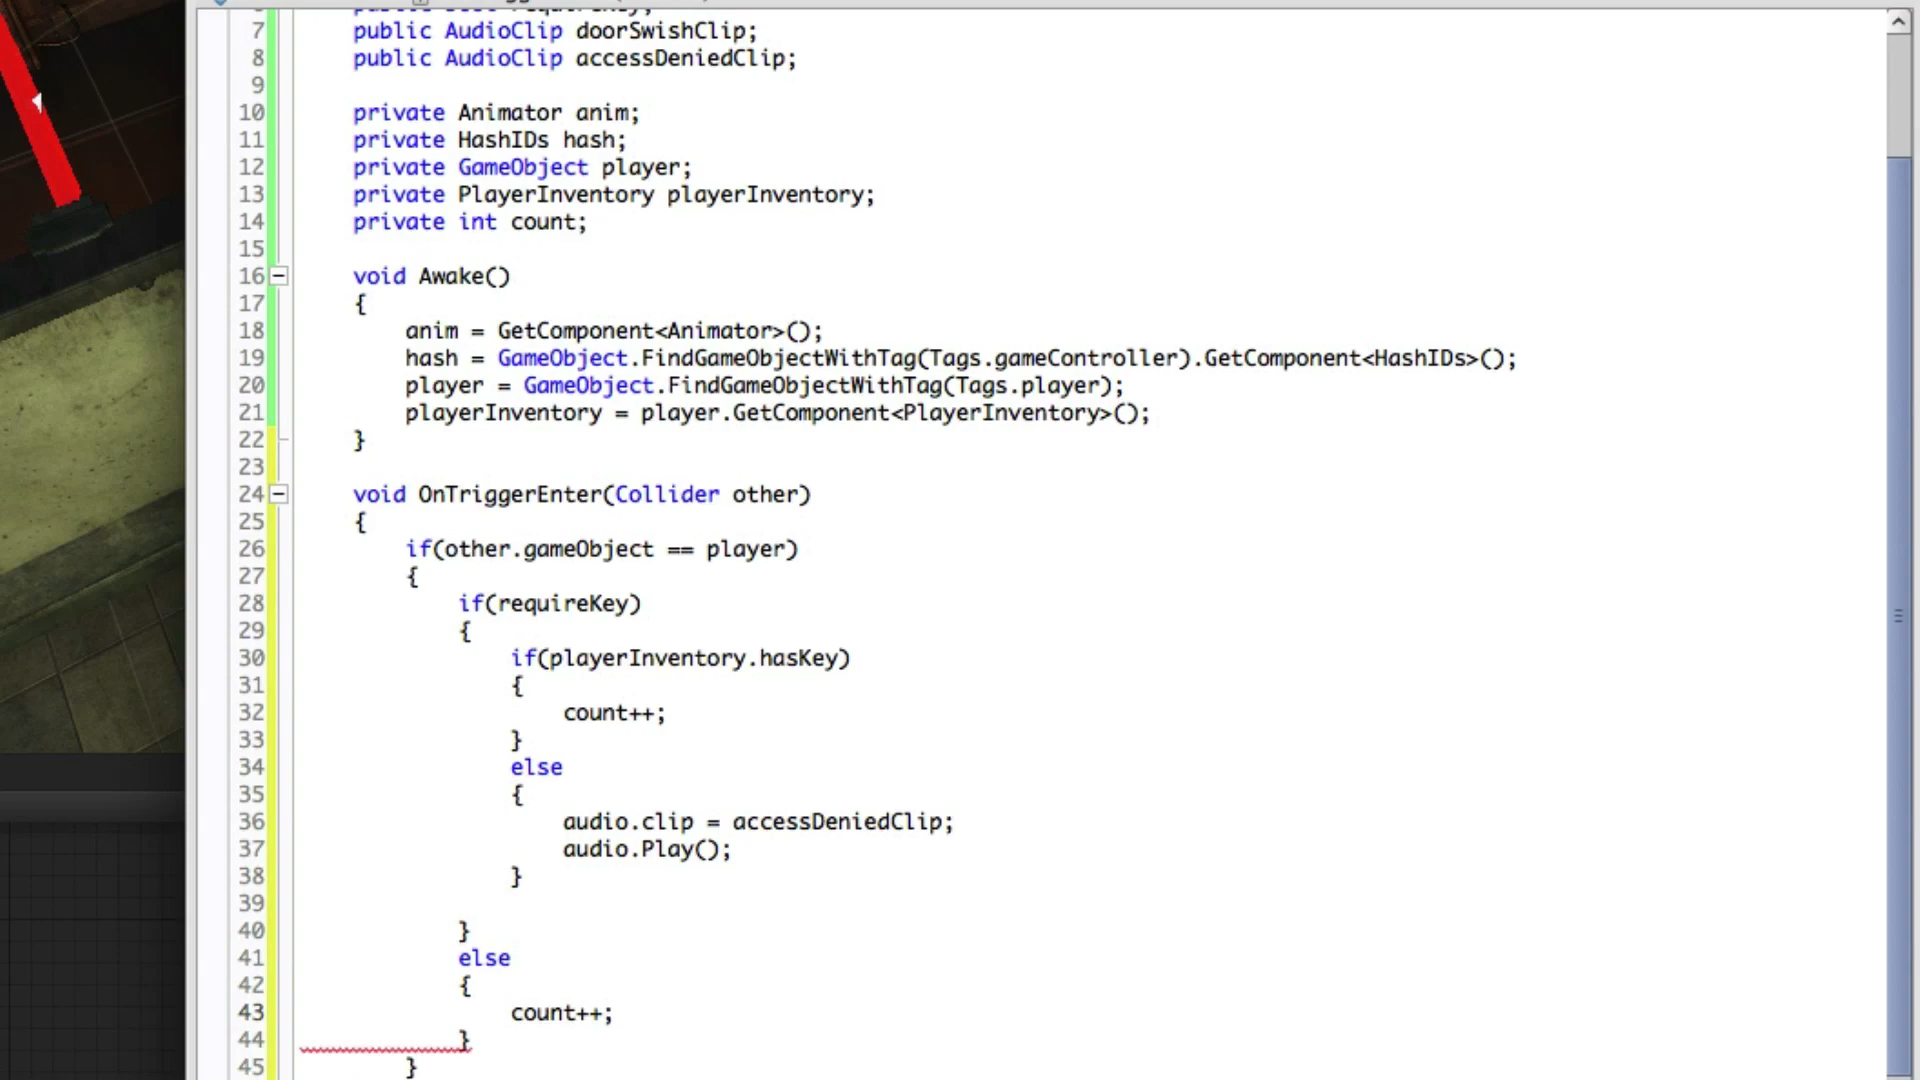 7 public AudioClip doorSwishClip;
8 public AudioClip accessDeniedClip;
9
10 private Animator anim;
11 private HashIDs hash;
12 private GameObject player;
13 private PlayerInventory playerInventory;
14 private int count;
15
16 void Awake()
17 {
18 anim = GetComponent<Animator>();
19 hash = GameObject.FindGameObjectWithTag(Tags.gameController).GetComponent<HashIDs>();
20 player = GameObject.FindGameObjectWithTag(Tags.player);
21 playerInventory = player.GetComponent<PlayerInventory>();
22 }
23
24 void OnTriggerEnter(Collider other)
25 {
26 if(other.gameObject == player)
27 {
28 if(requireKey)
29 {
30 if(playerInventory.hasKey)
31 {
32 count++;
33 }
34 else
35 {
36 audio.clip = accessDeniedClip;
37 audio.Play();
38 }
39
40 }
41 else
42 {
43 count++;
44 }
45 }